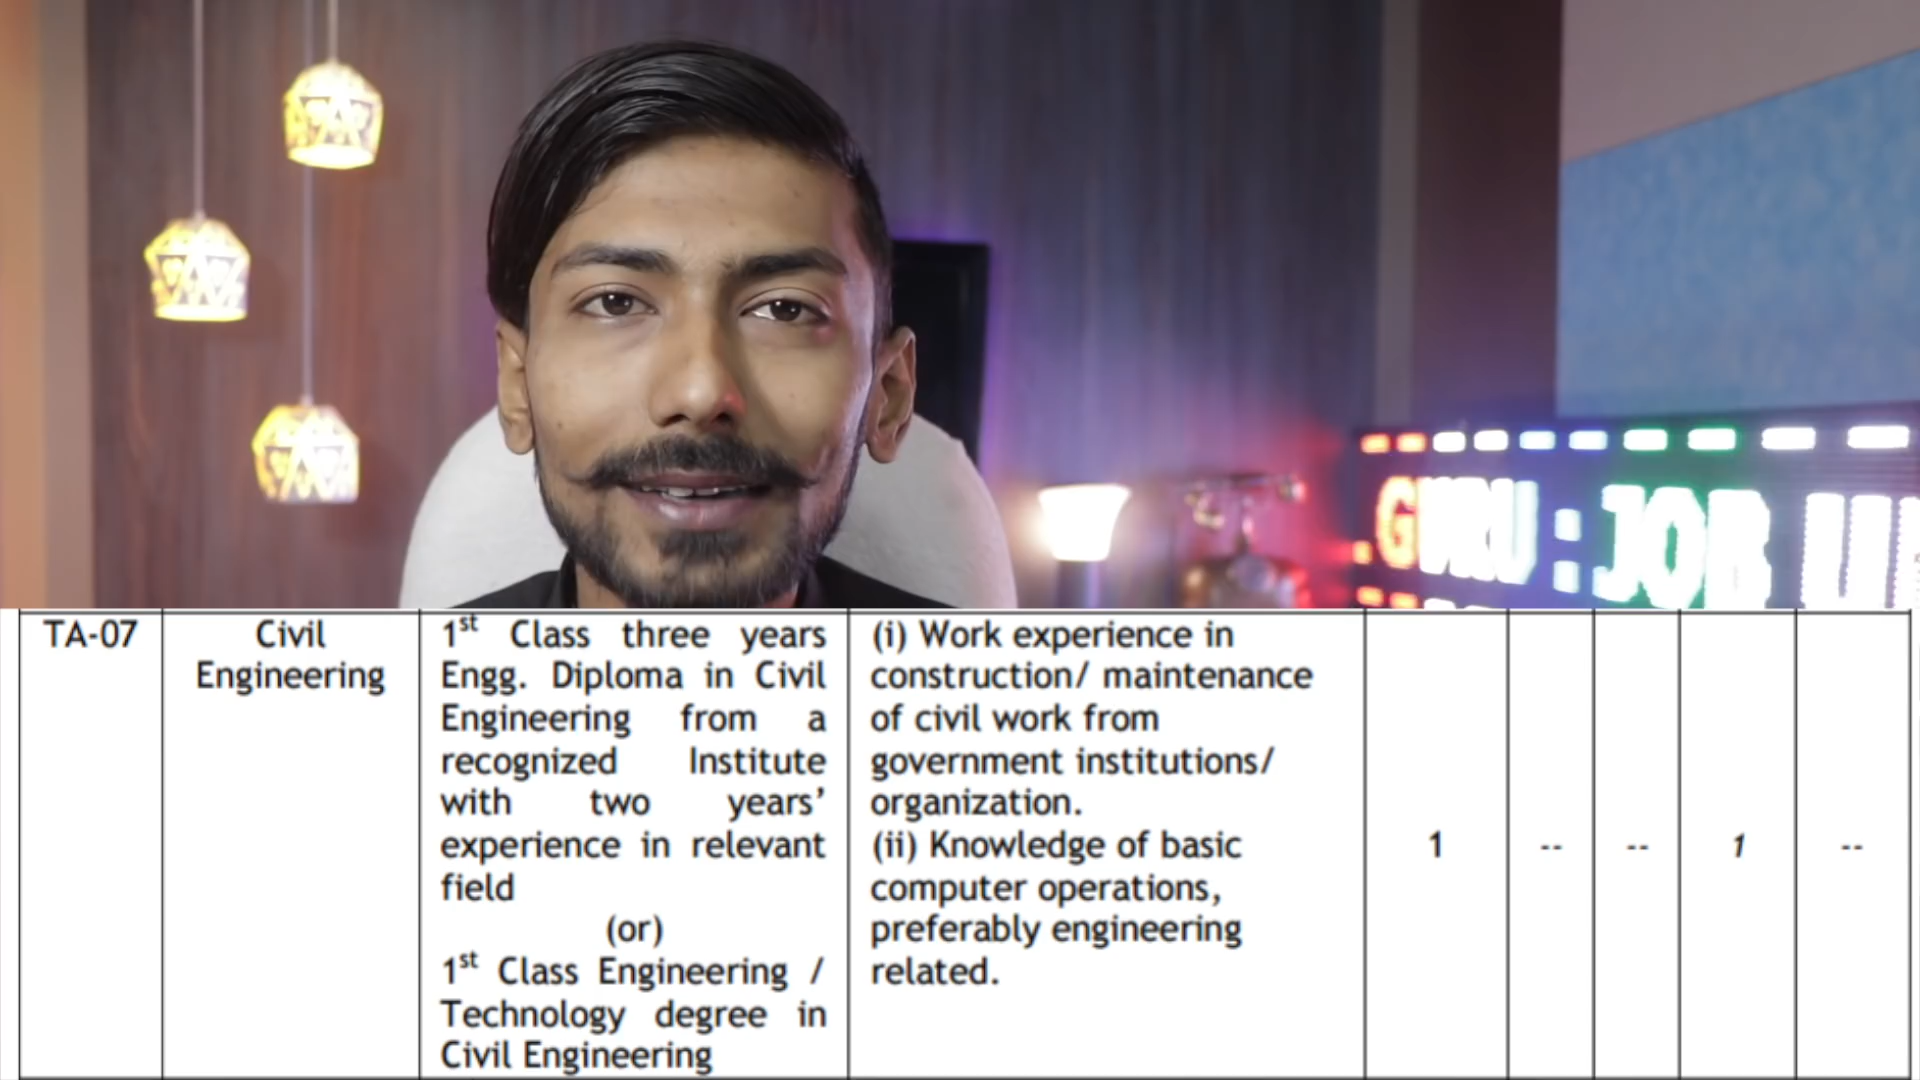 GURU : JOB
TA-07
Civil
Engineering
1st Class three years
Engg. Diploma in Civil
Engineering from a
recognized Institute
with two years’
experience in relevant
field
(or)
1st Class Engineering /
Technology degree in
Civil Engineering
(i) Work experience in
construction/ maintenance
of civil work from
government institutions/
organization.
(ii) Knowledge of basic
computer operations,
preferably engineering
related.
1
--
--
1
--